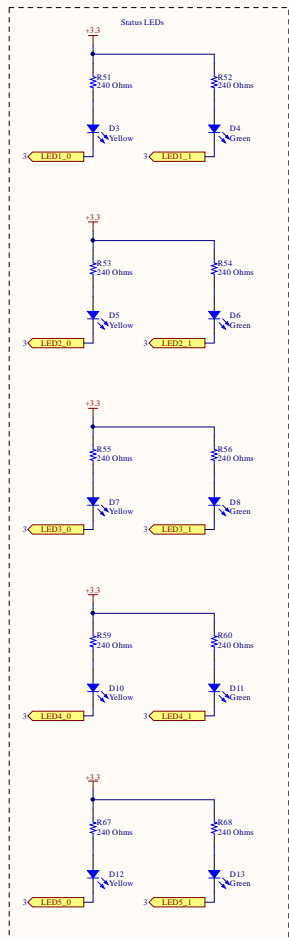 Status LEDs
+3.3
R51
240 Ohms
R52
240 Ohms
D3
Yellow
D4
Green
3
LED1_0
3
LED1_1
+3.3
R53
240 Ohms
R54
240 Ohms
D5
Yellow
D6
Green
3
LED2_0
3
LED2_1
+3.3
R55
240 Ohms
R56
240 Ohms
D7
Yellow
D8
Green
3
LED3_0
3
LED3_1
+3.3
R59
240 Ohms
R60
240 Ohms
D10
Yellow
D11
Green
3
LED4_0
3
LED4_1
+3.3
R67
240 Ohms
R68
240 Ohms
D12
Yellow
D13
Green
3
LED5_0
3
LED5_1